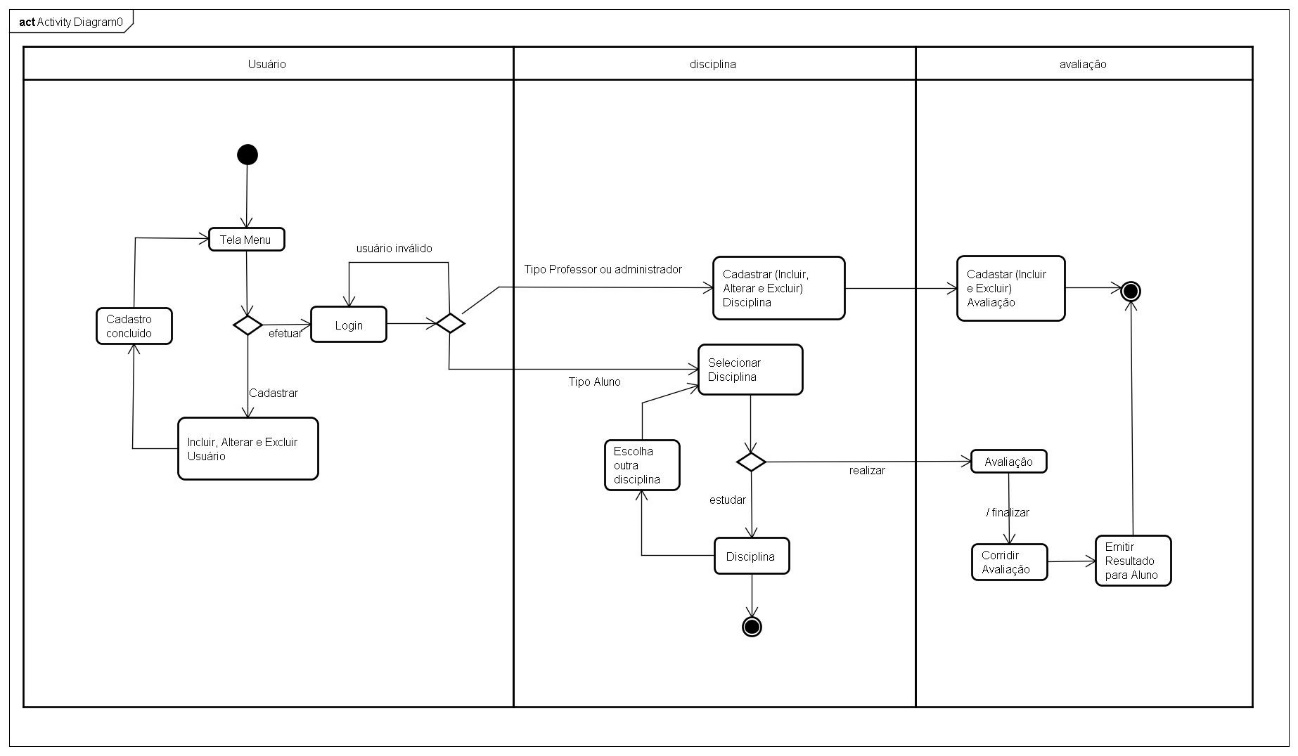 act Activity Diagram0
Usuário
disciplina
avaliação
Tela Menu
usuário inválido
Tipo Professor ou administrador
Cadastrar (Incluir,
Alterar e Excluir)
Disciplina
Cadastar (Incluir
e Excluir)
Avaliação
Cadastro
concluído
efetuar
Login
Selecionar
Disciplina
Tipo Aluno
Cadastrar
Incluir, Alterar e Excluir
Usuário
Escolha
outra
disciplina
realizar
Avaliação
estudar
/ finalizar
Disciplina
Corridir
Avaliação
Emitir
Resultado
para Aluno